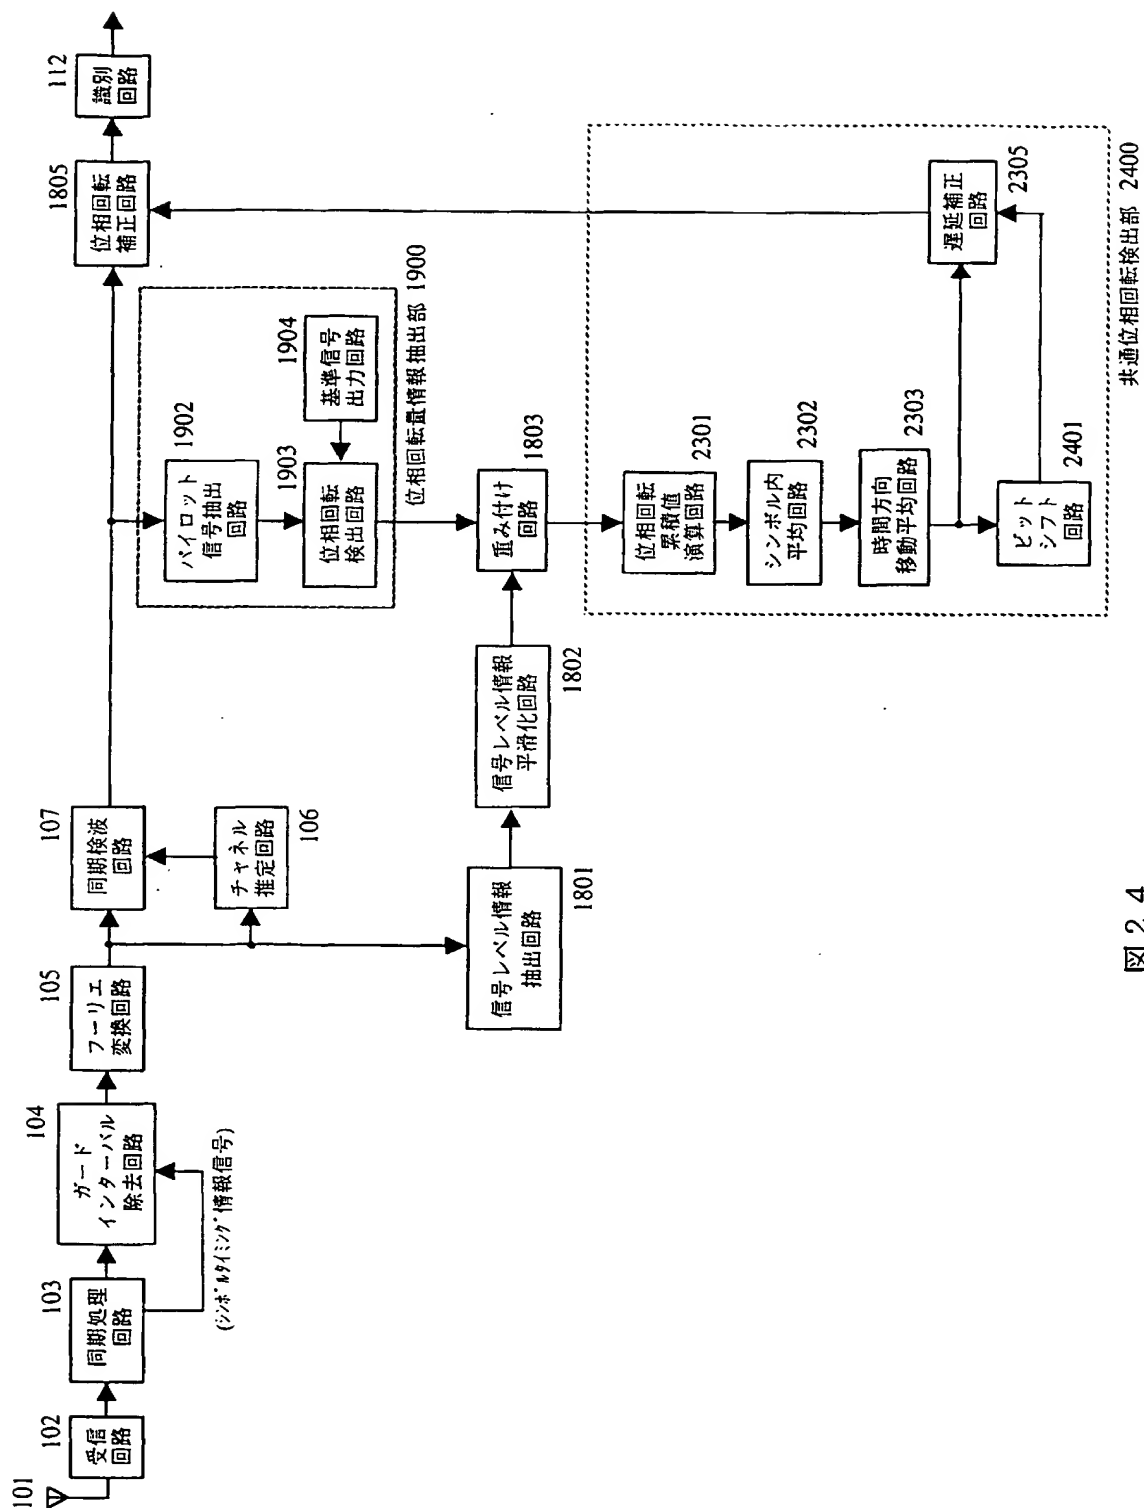 101
102
受信
回路
103
同期処理
回路
(シンボルタイミング情報信号)
104
ガード
インターバル
除去回路
105
フーリエ
変換回路
107
同期検波
回路
チャネル
推定回路
106
信号レベル情報
抽出回路
1801
信号レベル情報
平滑化回路
1802
1902
パイロット
信号抽出
回路
1903
位相回転
検出回路
1904
基準信号
出力回路
位相回転量情報抽出部 1900
重み付け
回路
1803
1805
位相回転
補正回路
112
識別
回路
位相回転
累積値
演算回路
2301
シンボル内
平均回路
2302
時間方向
移動平均回路
2303
ビット
シフト
回路
2401
遅延補正
回路
2305
共通位相回転検出部 2400
図24